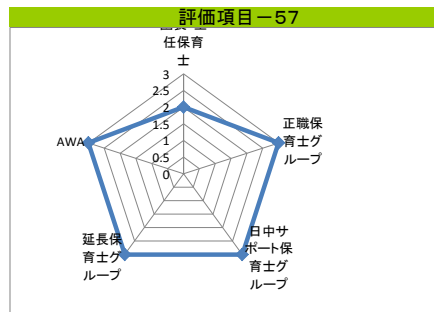 評価項目－57
任保育
士
3
2.5
2
1.5
1
0.5
0
正職保
育士グ
ループ
日中サ
ポート保
育士グ
ループ
延長保
育士グ
ループ
AWA